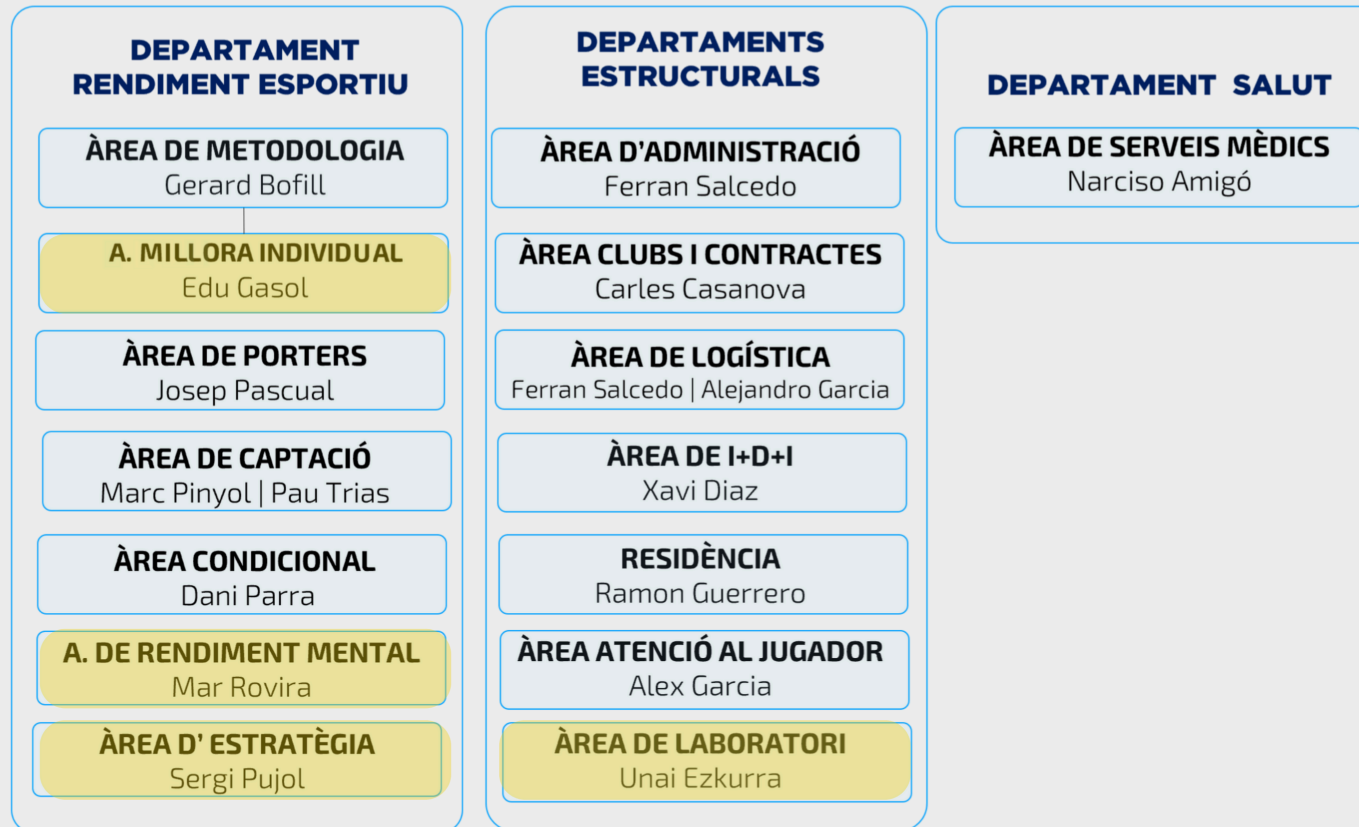 DEPARTAMENT
RENDIMENT ESPORTIU
ÀREA DE METODOLOGIA
Gerard Bofill
A. MILLORA INDIVIDUAL
Edu Gasol
ÀREA DE PORTERS
Josep Pascual
ÀREA DE CAPTACIÓ
Marc Pinyol | Pau Trias
ÀREA CONDICIONAL
Dani Parra
A. DE RENDIMENT MENTAL
Mar Rovira
ÀREA D' ESTRATÈGIA
Sergi Pujol
DEPARTAMENTS
ESTRUCTURALS
ÀREA D'ADMINISTRACIÓ
Ferran Salcedo
ÀREA CLUBS I CONTRACTES
Carles Casanova
ÀREA DE LOGÍSTICA
Ferran Salcedo | Alejandro Garcia
ÀREA DE I+D+I
Xavi Diaz
RESIDÈNCIA
Ramon Guerrero
ÀREA ATENCIÓ AL JUGADOR
Alex Garcia
ÀREA DE LABORATORI
Unai Ezkurra
DEPARTAMENT SALUT
ÀREA DE SERVEIS MÈDICS
Narciso Amigó